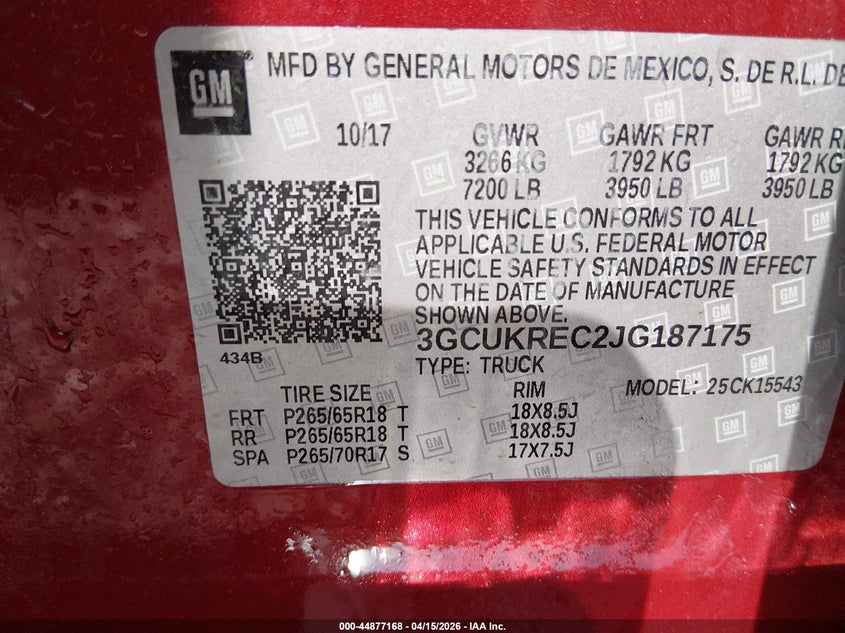 GM MFD BY GENERAL MOTORS DE MEXICO, S. DE R.L. DE
10/17 GVWR GAWR FRT GAWR
3266 KG 1792 KG 1792 KG
7200 LB 3950 LB 3950 LB
THIS VEHICLE CONFORMS TO ALL
APPLICABLE U.S. FEDERAL MOTOR
VEHICLE SAFETY STANDARDS IN EFFECT
ON THE DATE OF MANUFACTURE
SHOWN ABOVE.
3GCUKREC2JG187175
434B
TYPE: TRUCK
TIRE SIZE RIM MODEL: 25CK15543
FRT P265/65R18 T 18X8.5J
RR P265/65R18 T 18X8.5J
SPA P265/70R17 S 17X7.5J
000-44877168 - 04/15/2026 - IAA Inc.